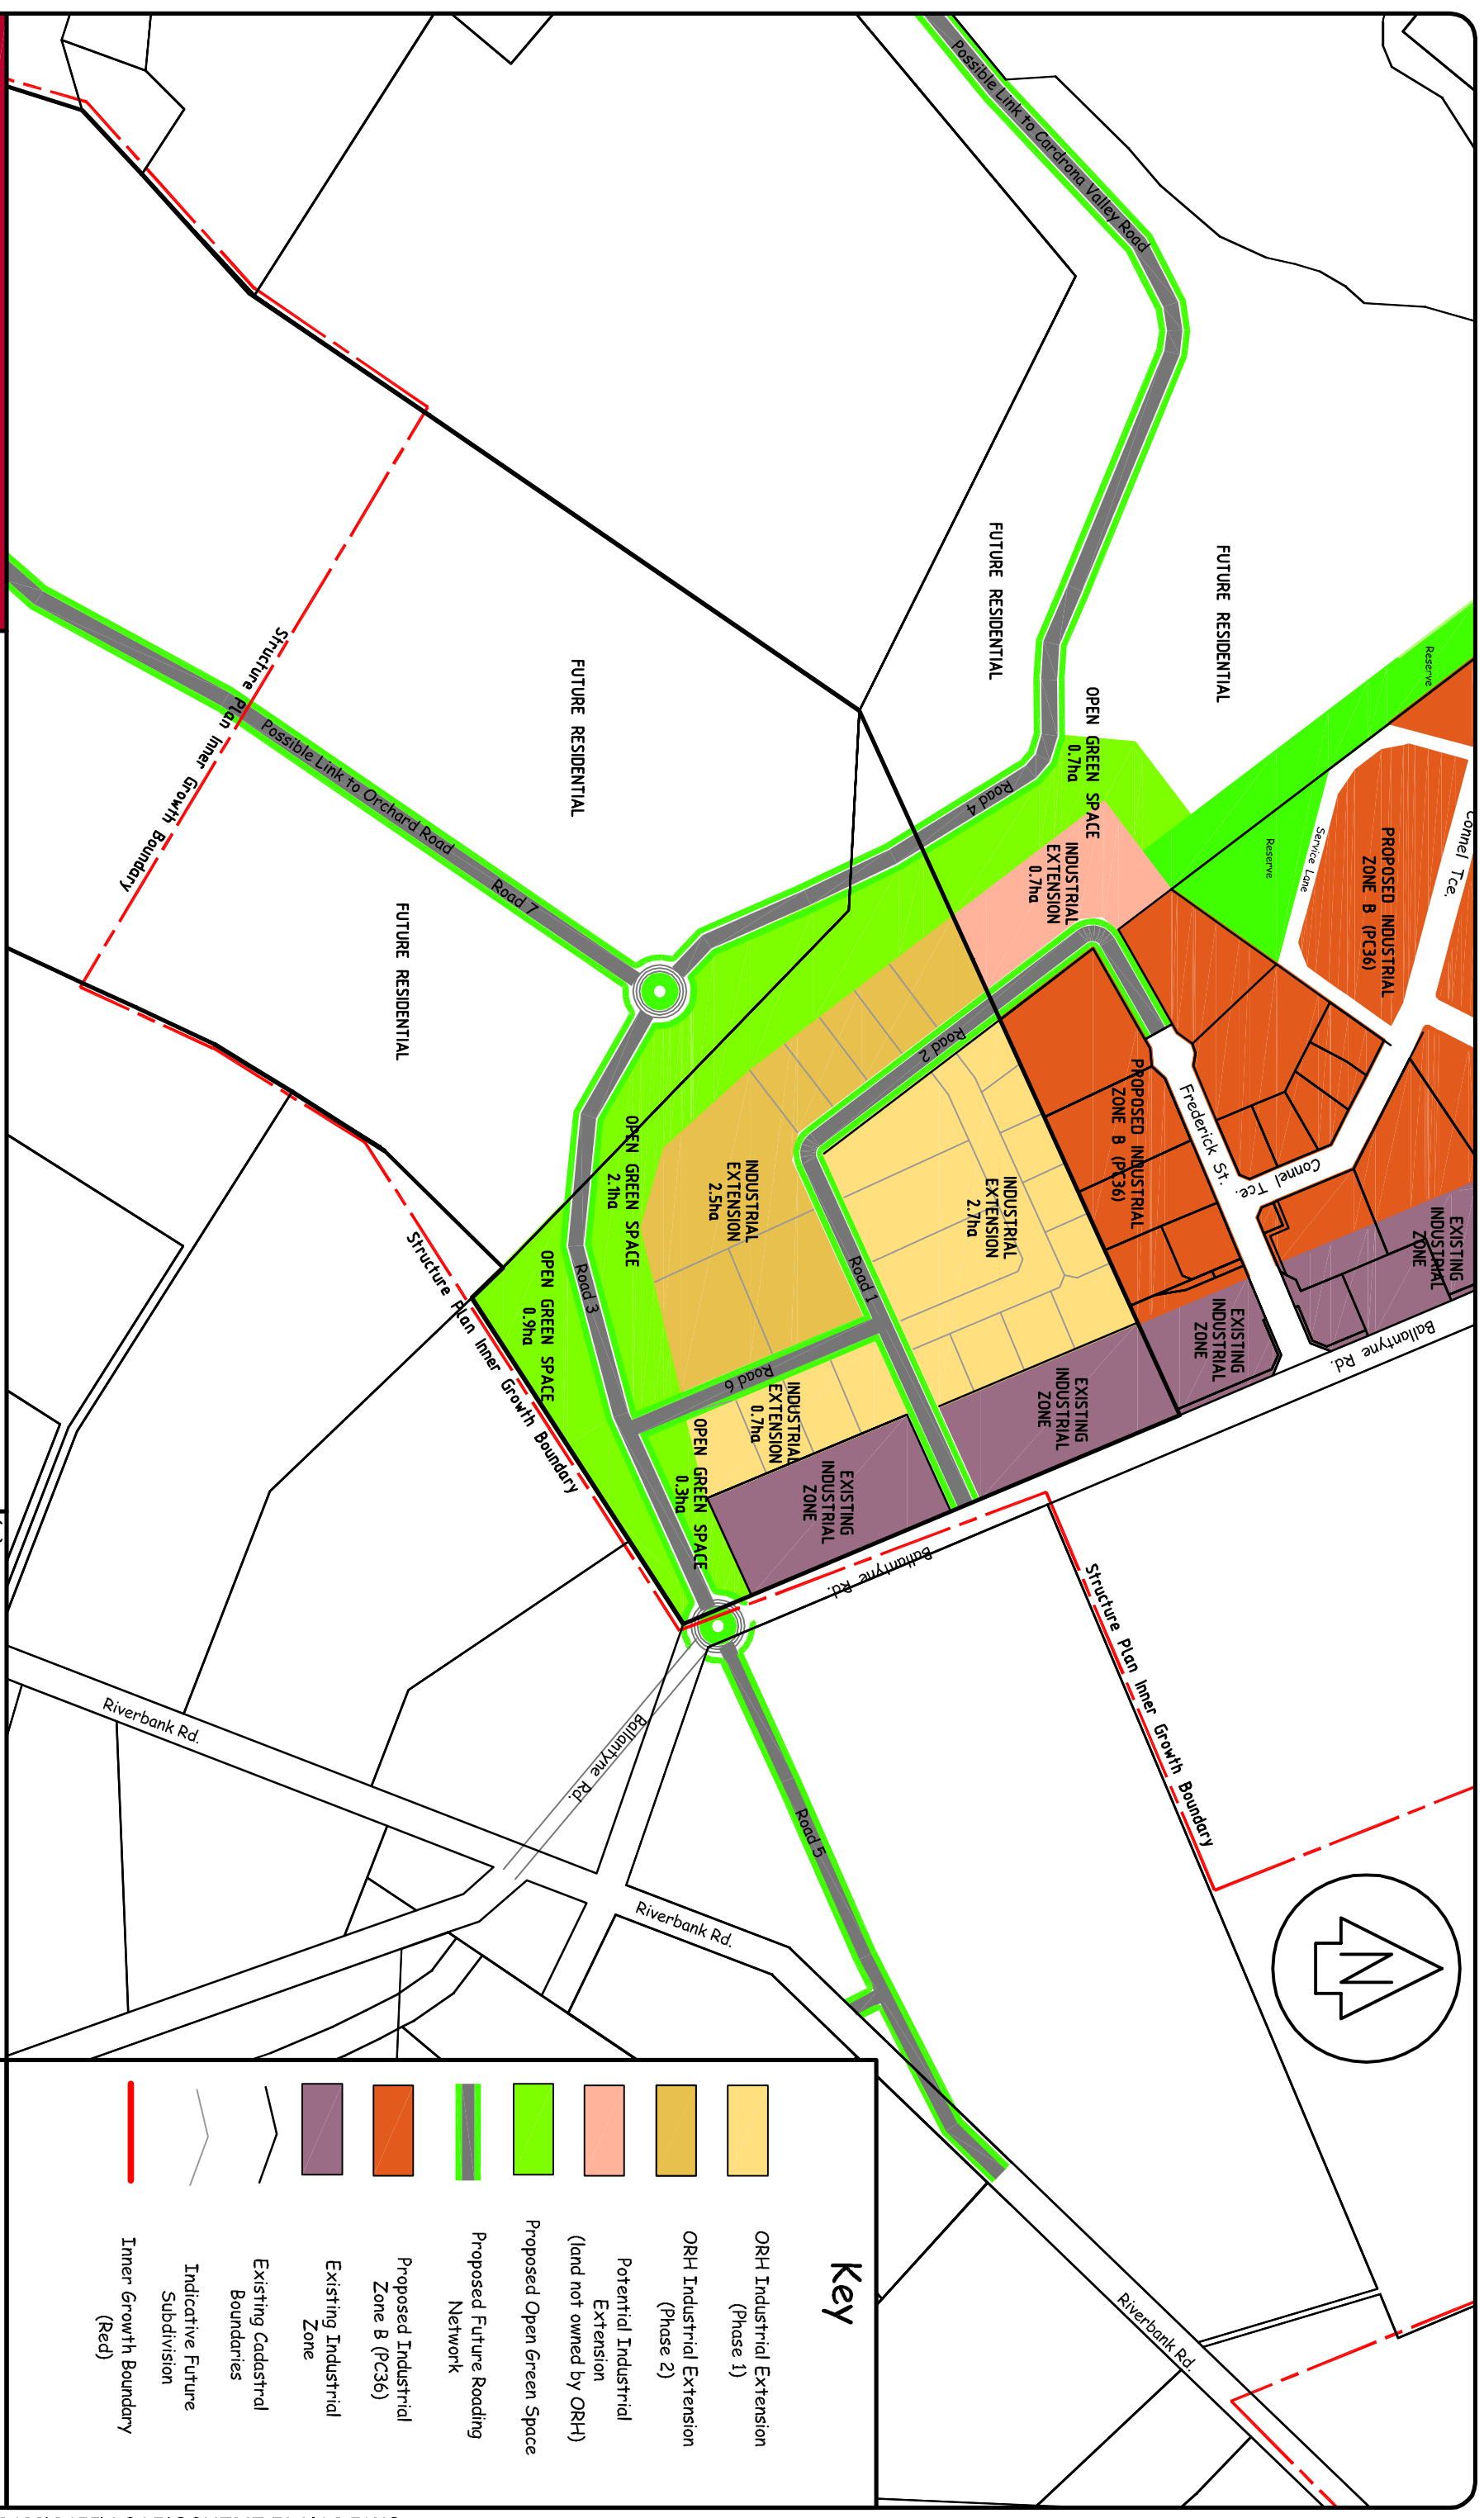 Possible Link to Cardrona Valley Road
FUTURE RESIDENTIAL
FUTURE RESIDENTIAL
FUTURE RESIDENTIAL
FUTURE RESIDENTIAL
Reserve
Reserve
Service Lane
Connel Tce.
PROPOSED INDUSTRIAL
ZONE B (PC36)
OPEN GREEN SPACE
0.7ha
Road 4
INDUSTRIAL
EXTENSION
0.7ha
Structure Plan Inner Growth Boundary
Possible Link to Orchard Road
Road 7
Road 2
PROPOSED INDUSTRIAL
ZONE B (PC36)
Frederick St.
Connel Tce.
EXISTING
INDUSTRIAL
ZONE
EXISTING
INDUSTRIAL
ZONE
Ballantyne Rd.
INDUSTRIAL
EXTENSION
2.7ha
INDUSTRIAL
EXTENSION
2.5ha
OPEN GREEN SPACE
2.1ha
Road 1
Road 3
OPEN GREEN SPACE
0.9ha
Road 6
INDUSTRIAL
EXTENSION
0.7ha
EXISTING
INDUSTRIAL
ZONE
EXISTING
INDUSTRIAL
ZONE
OPEN GREEN SPACE
0.3ha
Structure Plan Inner Growth Boundary
Ballantyne Rd.
Structure Plan Inner Growth Boundary
Ballantyne Rd.
Road 5
Riverbank Rd.
Riverbank Rd.
Riverbank Rd.
N
Key
ORH Industrial Extension
(Phase 1)
ORH Industrial Extension
(Phase 2)
Potential Industrial
Extension
(land not owned by ORH)
Proposed Open Green Space
Proposed Future Roading
Network
Proposed Industrial
Zone B (PC36)
Existing Industrial
Zone
Existing Cadastral
Boundaries
Indicative Future
Subdivision
Inner Growth Boundary
(Red)